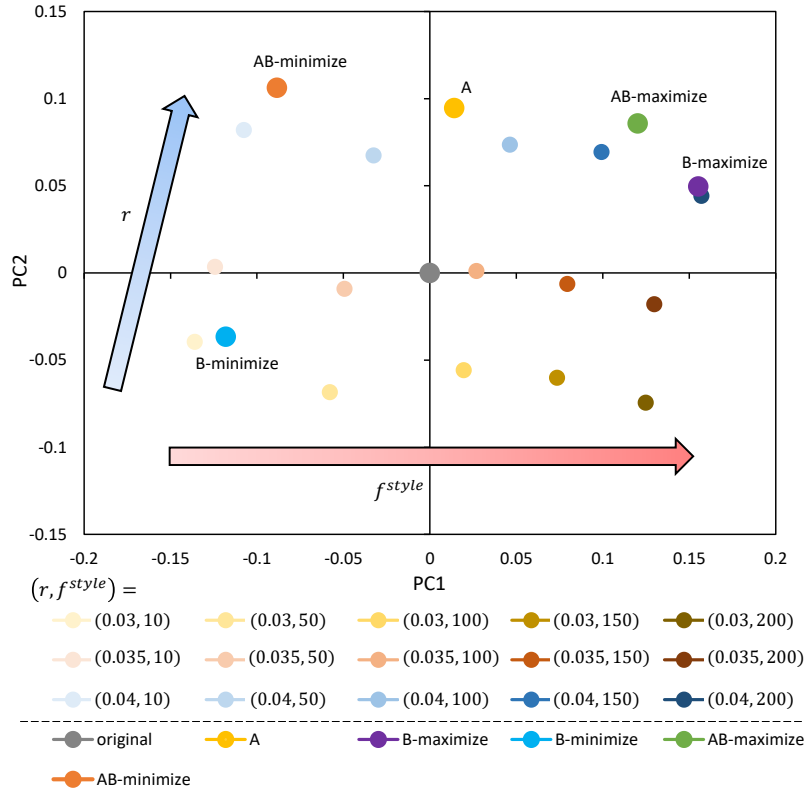 0.15
AB-minimize
A
0.1
AB-maximize
B-maximize
0.05
r
PC2
0
B-minimize
-0.05
-0.1
f^style
-0.15
-0.2 -0.15 -0.1 -0.05 0 0.05 0.1 0.15 0.2
PC1
(r, f^style) =
(0.03, 10) (0.03, 50) (0.03, 100) (0.03, 150) (0.03, 200)
(0.035, 10) (0.035, 50) (0.035, 100) (0.035, 150) (0.035, 200)
(0.04, 10) (0.04, 50) (0.04, 100) (0.04, 150) (0.04, 200)
original A B-maximize B-minimize AB-maximize
AB-minimize